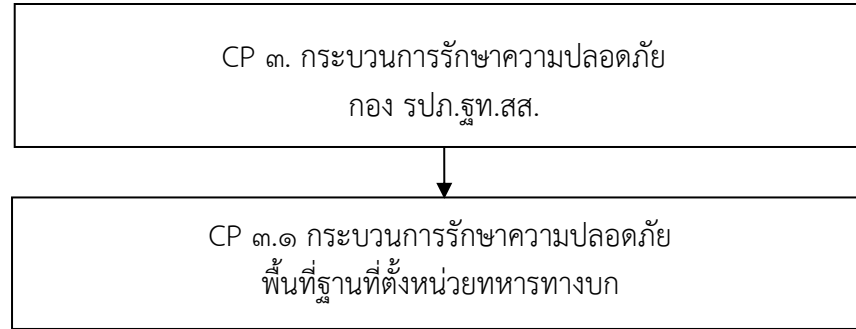 CP ๓. กระบวนการรักษาความปลอดภัย
กอง รปภ.ฐท.สส.
CP ๓.๑ กระบวนการรักษาความปลอดภัย
พื้นที่ฐานที่ตั้งหน่วยทหารทางบก